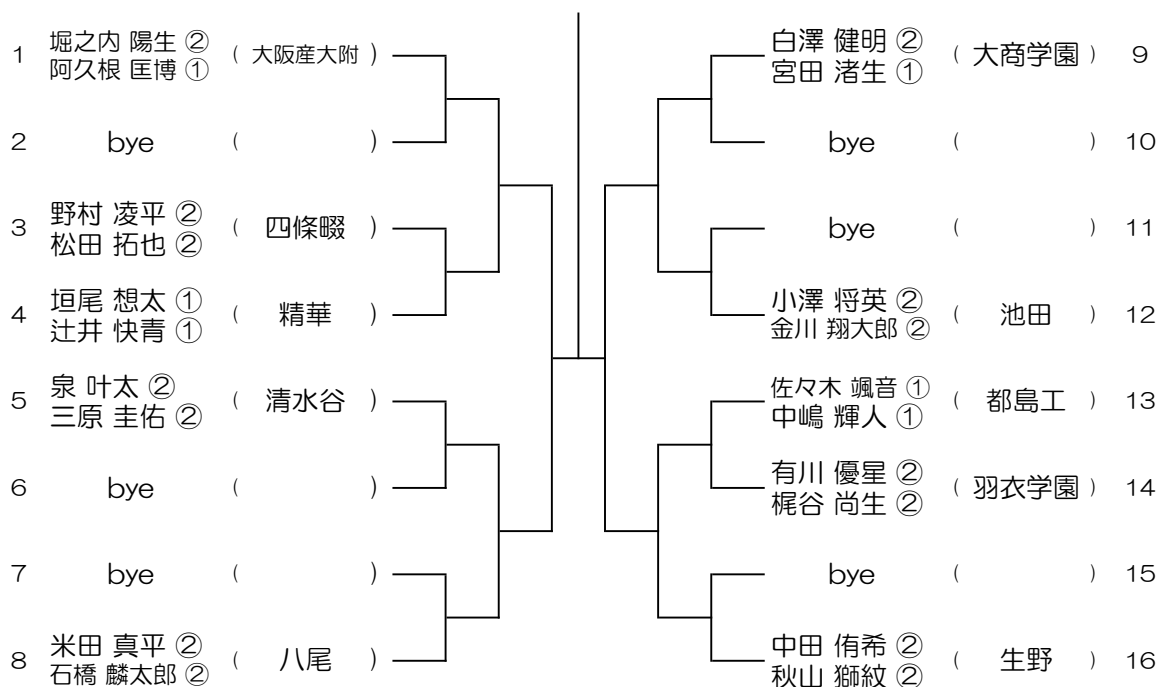 1 堀之内 陽生 ② ( 大阪産大附 )
阿久根 匡博 ①
2 bye ( )
3 野村 凌平 ② ( 四條畷 )
松田 拓也 ②
4 垣尾 想太 ① ( 精華 )
辻井 快青 ①
5 泉 叶太 ② ( 清水谷 )
三原 圭佑 ②
6 bye ( )
7 bye ( )
8 米田 真平 ② ( 八尾 )
石橋 麟太郎 ②
白澤 健明 ② ( 大商学園 ) 9
宮田 渚生 ①
bye ( ) 10
bye ( ) 11
小澤 将英 ② ( 池田 ) 12
金川 翔大郎 ②
佐々木 颯音 ① ( 都島工 ) 13
中嶋 輝人 ①
有川 優星 ② ( 羽衣学園 ) 14
梶谷 尚生 ②
bye ( ) 15
中田 侑希 ② ( 生野 ) 16
秋山 獅紋 ②